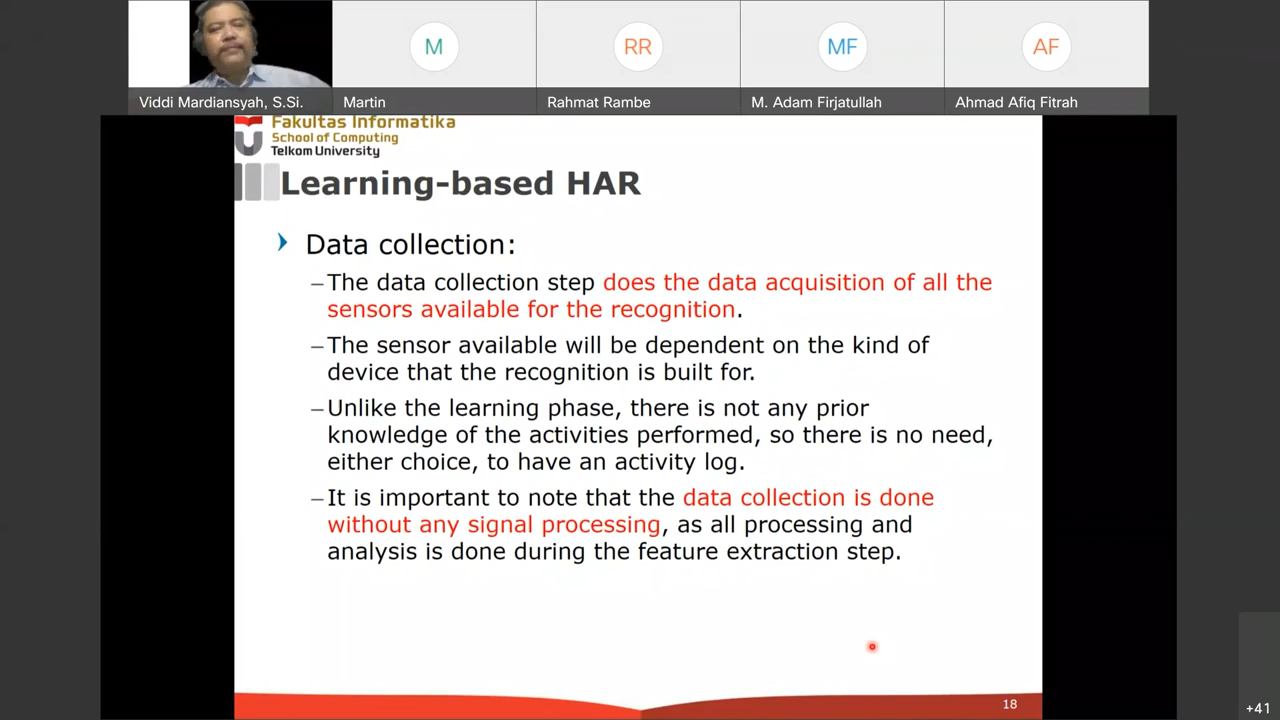 M
RR
MF
AF
Viddi Mardiansyah, S.Si.
Martin
Rahmat Rambe
M. Adam Firjatullah
Ahmad Afiq Fitrah
Fakultas Informatika
School of Computing
Telkom University
Learning-based HAR
Data collection:
–The data collection step does the data acquisition of all the
sensors available for the recognition.
–The sensor available will be dependent on the kind of
device that the recognition is built for.
–Unlike the learning phase, there is not any prior
knowledge of the activities performed, so there is no need,
either choice, to have an activity log.
–It is important to note that the data collection is done
without any signal processing, as all processing and
analysis is done during the feature extraction step.
18
+41